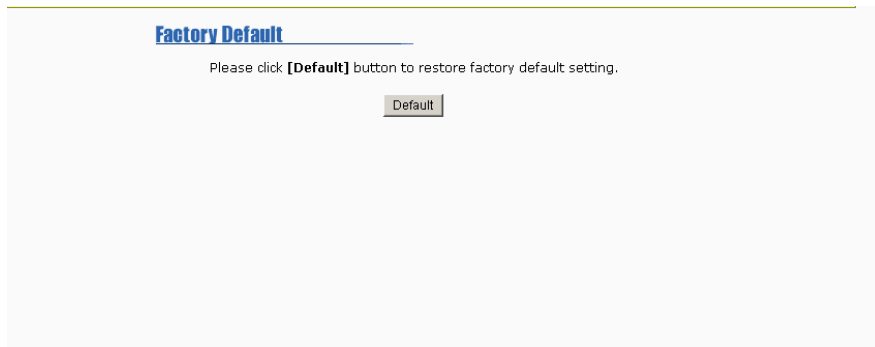 Factory Default
Please click [Default] button to restore factory default setting.
Default